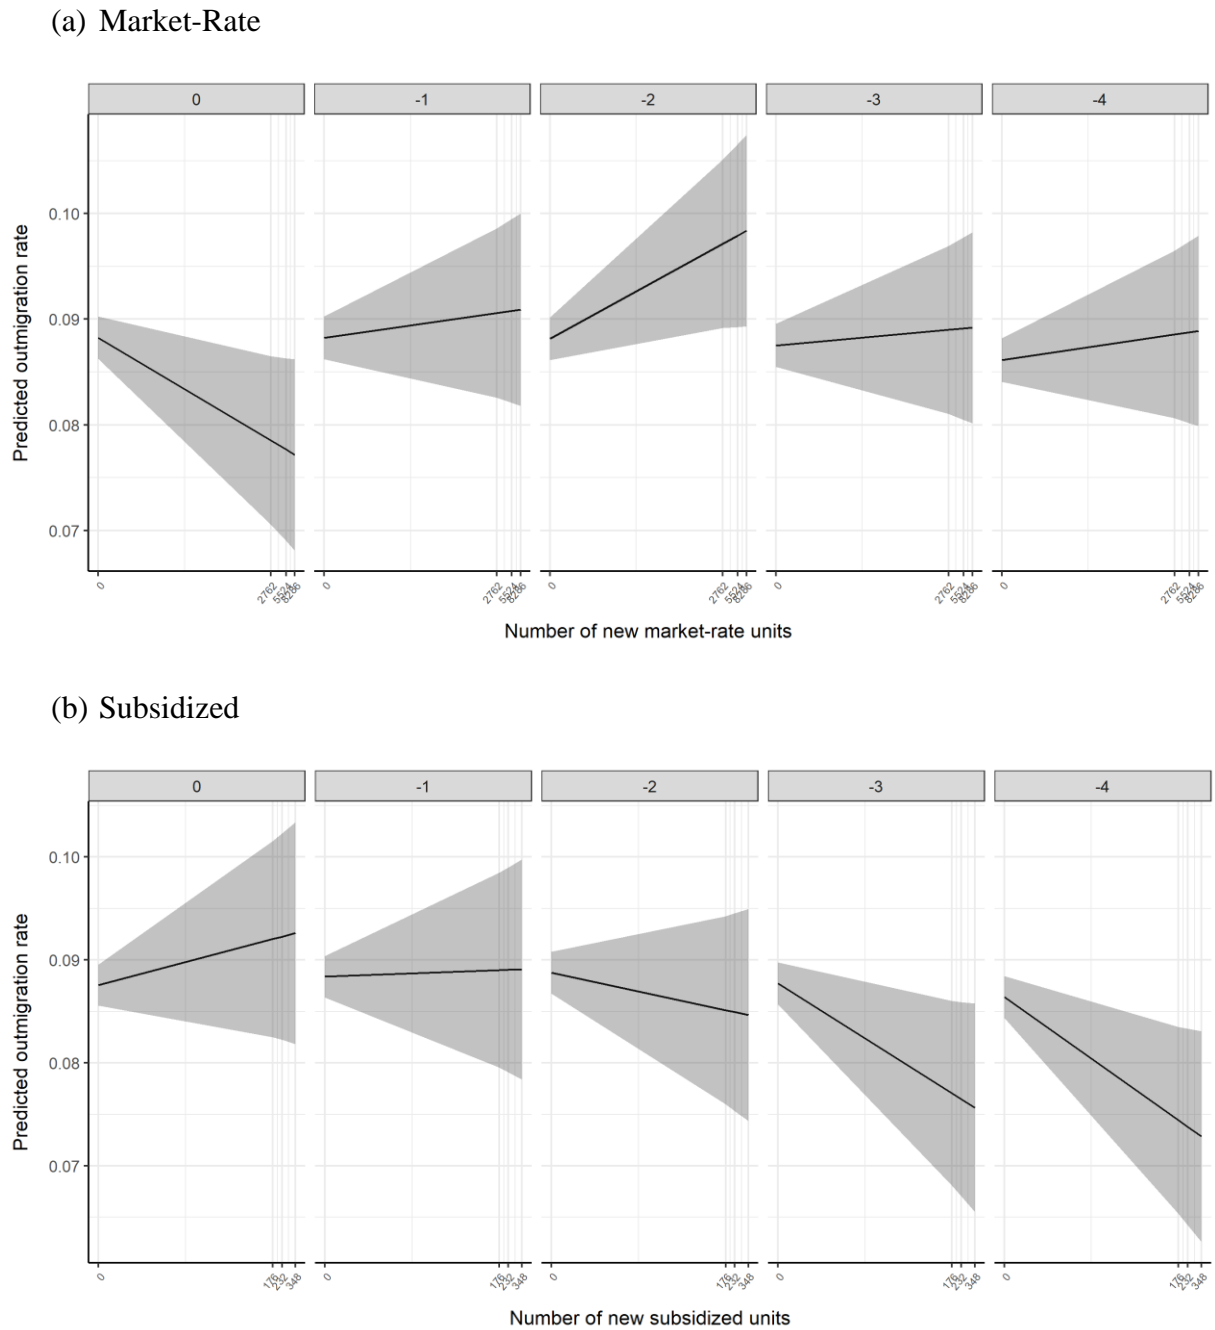 (a) Market-Rate
0 -1 -2 -3 -4
Predicted outmigration rate
0.10
0.09
0.08
0.07
0 2762 5524 8286 0 2762 5524 8286 0 2762 5524 8286 0 2762 5524 8286 0 2762 5524 8286
Number of new market-rate units
(b) Subsidized
0 -1 -2 -3 -4
Predicted outmigration rate
0.10
0.09
0.08
0.07
0 176 232 348 0 176 232 348 0 176 232 348 0 176 232 348 0 176 232 348
Number of new subsidized units